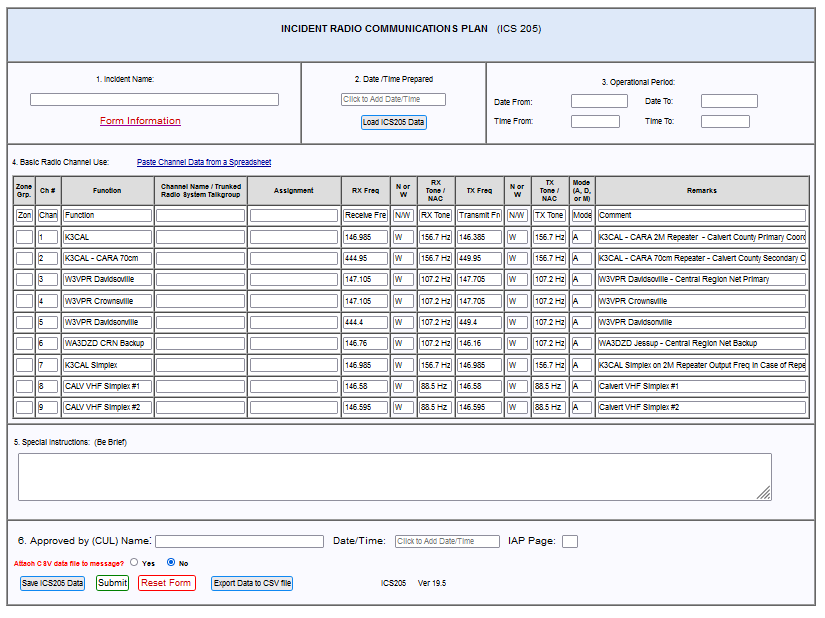 INCIDENT RADIO COMMUNICATIONS PLAN (ICS 205)
1. Incident Name:
Form Information
2. Date /Time Prepared
Click to Add Date/Time
Load ICS205 Data
3. Operational Period:
Date From: Date To:
Time From: Time To:
4. Basic Radio Channel Use: Paste Channel Data from a Spreadsheet
Zone Grp. Ch # Function Channel Name / Trunked Radio System Talkgroup Assignment RX Freq N or W RX Tone / NAC TX Freq N or W TX Tone / NAC Mode (A, D, or M) Remarks
Zon Chan Function Receive Fre N/W RX Tone Transmit Fr N/W TX Tone Mode Comment
1 K3CAL 146.985 W 156.7 Hz 146.385 W 156.7 Hz A K3CAL - CARA 2M Repeater - Calvert County Primary Coord
2 K3CAL - CARA 70cm 444.95 W 156.7 Hz 449.95 W 156.7 Hz A K3CAL - CARA 70cm Repeater - Calvert County Secondary C
3 W3VPR Davidsoville 147.105 W 107.2 Hz 147.705 W 107.2 Hz A W3VPR Davidsoville - Central Region Net Primary
4 W3VPR Crownsville 147.105 W 107.2 Hz 147.705 W 107.2 Hz A W3VPR Crownsville
5 W3VPR Davidsonville 444.4 W 107.2 Hz 449.4 W 107.2 Hz A W3VPR Davidsonville
6 WA3DZD CRN Backup 146.76 W 107.2 Hz 146.16 W 107.2 Hz A WA3DZD Jessup - Central Region Net Backup
7 K3CAL Simplex 146.985 W 156.7 Hz 146.985 W 156.7 Hz A K3CAL Simplex on 2M Repeater Output Freq in Case of Repe
8 CALV VHF Simplex #1 146.58 W 88.5 Hz 146.58 W 88.5 Hz A Calvert VHF Simplex #1
9 CALV VHF Simplex #2 146.595 W 88.5 Hz 146.595 W 88.5 Hz A Calvert VHF Simplex #2
5. Special Instructions: (Be Brief)
6. Approved by (CUL) Name: Date/Time: Click to Add Date/Time IAP Page:
Attach CSV data file to message? Yes No
Save ICS205 Data Submit Reset Form Export Data to CSV file ICS205 Ver 19.5